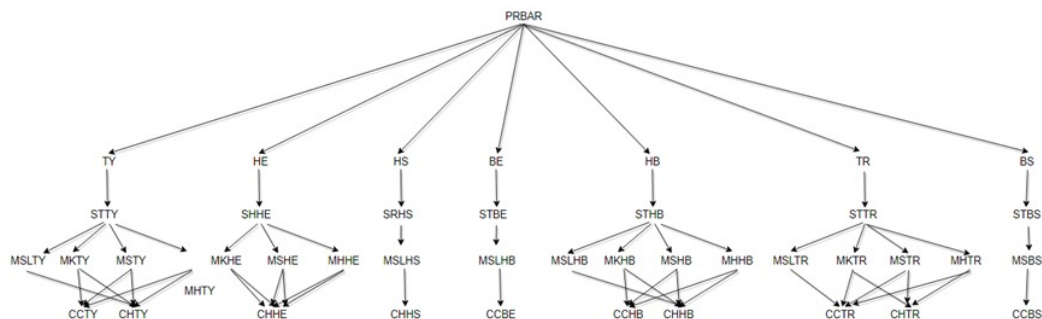 PRBAR
TY HE HS BE HB TR BS
STTY SHHE SRHS STBE STHB STTR STBS
MSLTY MKTY MSTY MKHE MSHE MHHE MSLHS MSLHB MSLHB MKHB MSHB MHHB MSLTR MKTR MSTR MHTR MSBS
MHTY
CCTY CHTY CHHE CHHS CCBE CCHB CHHB CCTR CHTR CCBS